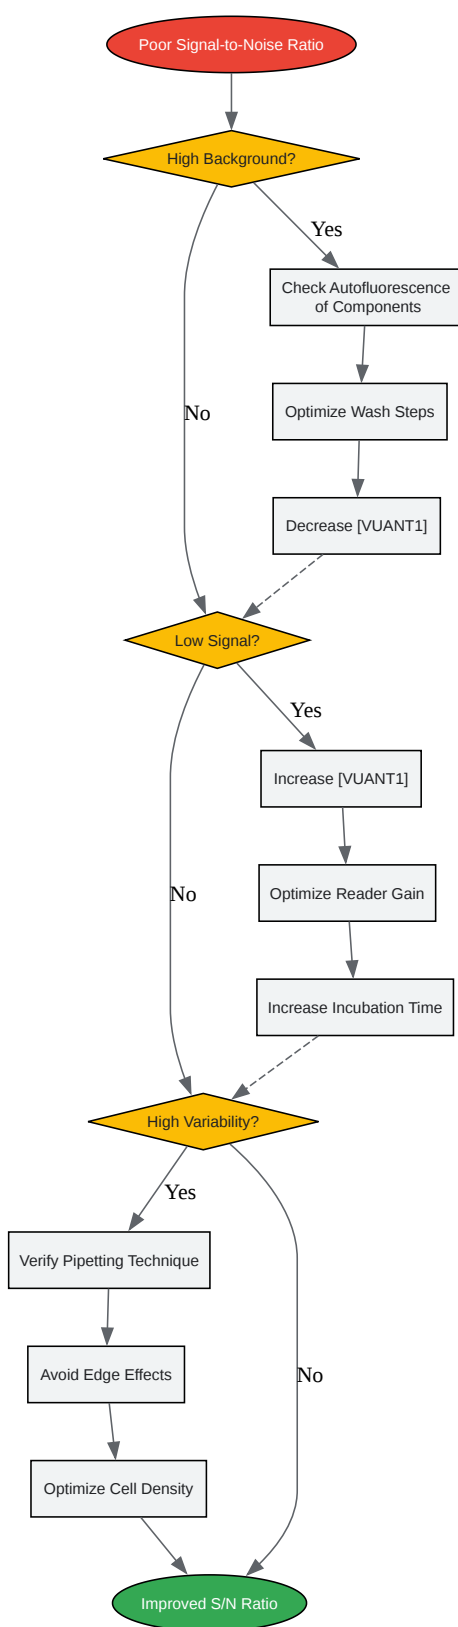 Poor Signal-to-Noise Ratio
High Background?
Yes
Check Autofluorescence
of Components
Optimize Wash Steps
No
Decrease [VUANT1]
Low Signal?
Yes
Increase [VUANT1]
No
Optimize Reader Gain
Increase Incubation Time
High Variability?
Yes
Verify Pipetting Technique
Avoid Edge Effects
No
Optimize Cell Density
Improved S/N Ratio